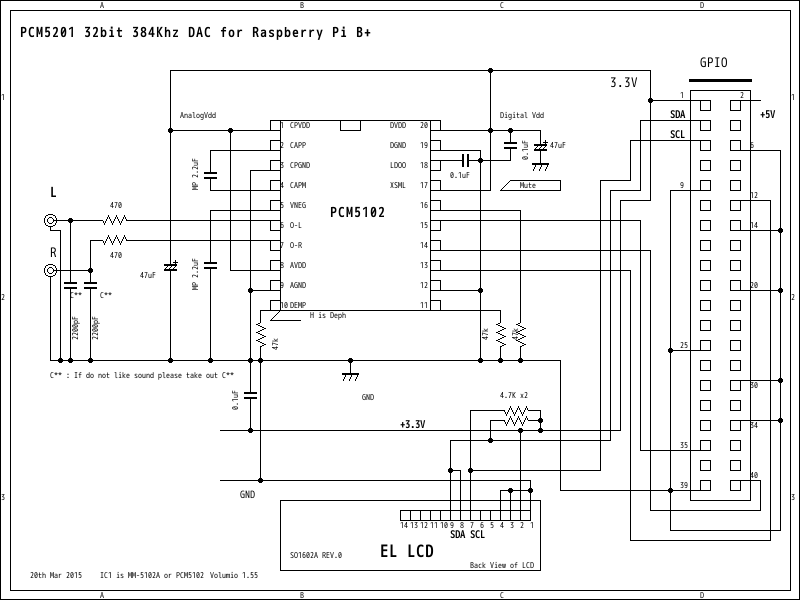 A B C D
PCM5201 32bit 384Khz DAC for Raspberry Pi B+
GPIO
3.3V
1 1
1 2
AnalogVdd
Digital Vdd
SDA
+5V
1 CPVDD DVDD 20
SCL
2 CAPP DGND 19
0.1uF
47uF
6
3 CPGND LDOO 18
MP 2.2uF
0.1uF
4 CAPM XSML 17
Mute
9
L
12
470
5 VNEG 16
PCM5102
6 O-L 15
14
R
7 O-R 14
470
8 AVDD 13
47uF
MP 2.2uF
9 AGND 12
20
C** C**
2 2
10 DEMP 11
H is Deph
2200pF
2200pF
47k
47k
47k
25
C** : If do not like sound please take out C**
30
0.1uF
GND
4.7K x2
+3.3V
34
35
40
39
GND
3 3
14 13 12 11 10 9 8 7 6 5 4 3 2 1
SDA SCL
SO1602A REV.0
EL LCD
Back View of LCD
20th Mar 2015 IC1 is MM-5102A or PCM5102 Volumio 1.55
A B C D